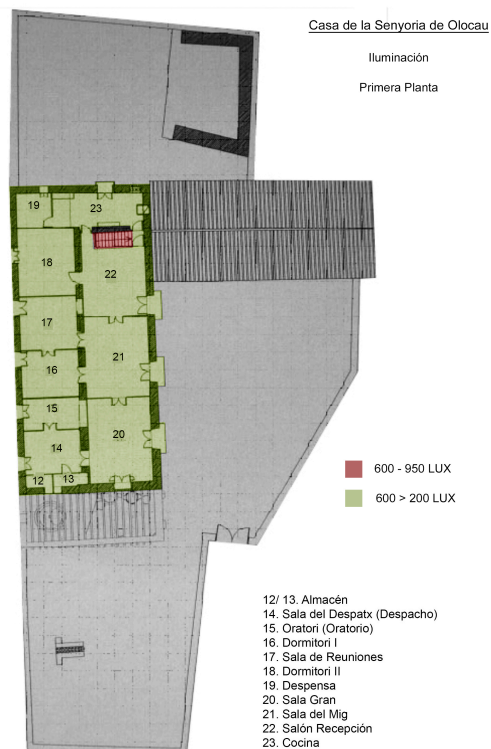 Casa de la Senyoria de Olocau
Iluminación
Primera Planta
19
23
18
22
17
21
16
15
20
14
12
13
600 - 950 LUX
600 > 200 LUX
12/ 13. Almacén
14. Sala del Despatx (Despacho)
15. Oratori (Oratorio)
16. Dormitori I
17. Sala de Reuniones
18. Dormitori II
19. Despensa
20. Sala Gran
21. Sala del Mig
22. Salón Recepción
23. Cocina